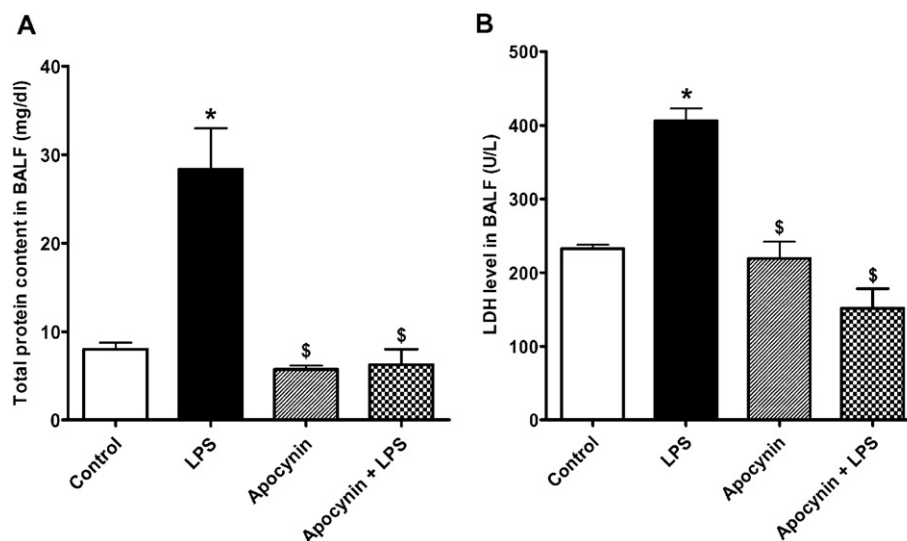 A
Total protein content in BALF (mg/dl)
40
30
20
10
0
*
$
$
Control
LPS
Apocynin
Apocynin + LPS
B
LDH level in BALF (U/L)
500
400
300
200
100
0
*
$
$
Control
LPS
Apocynin
Apocynin + LPS